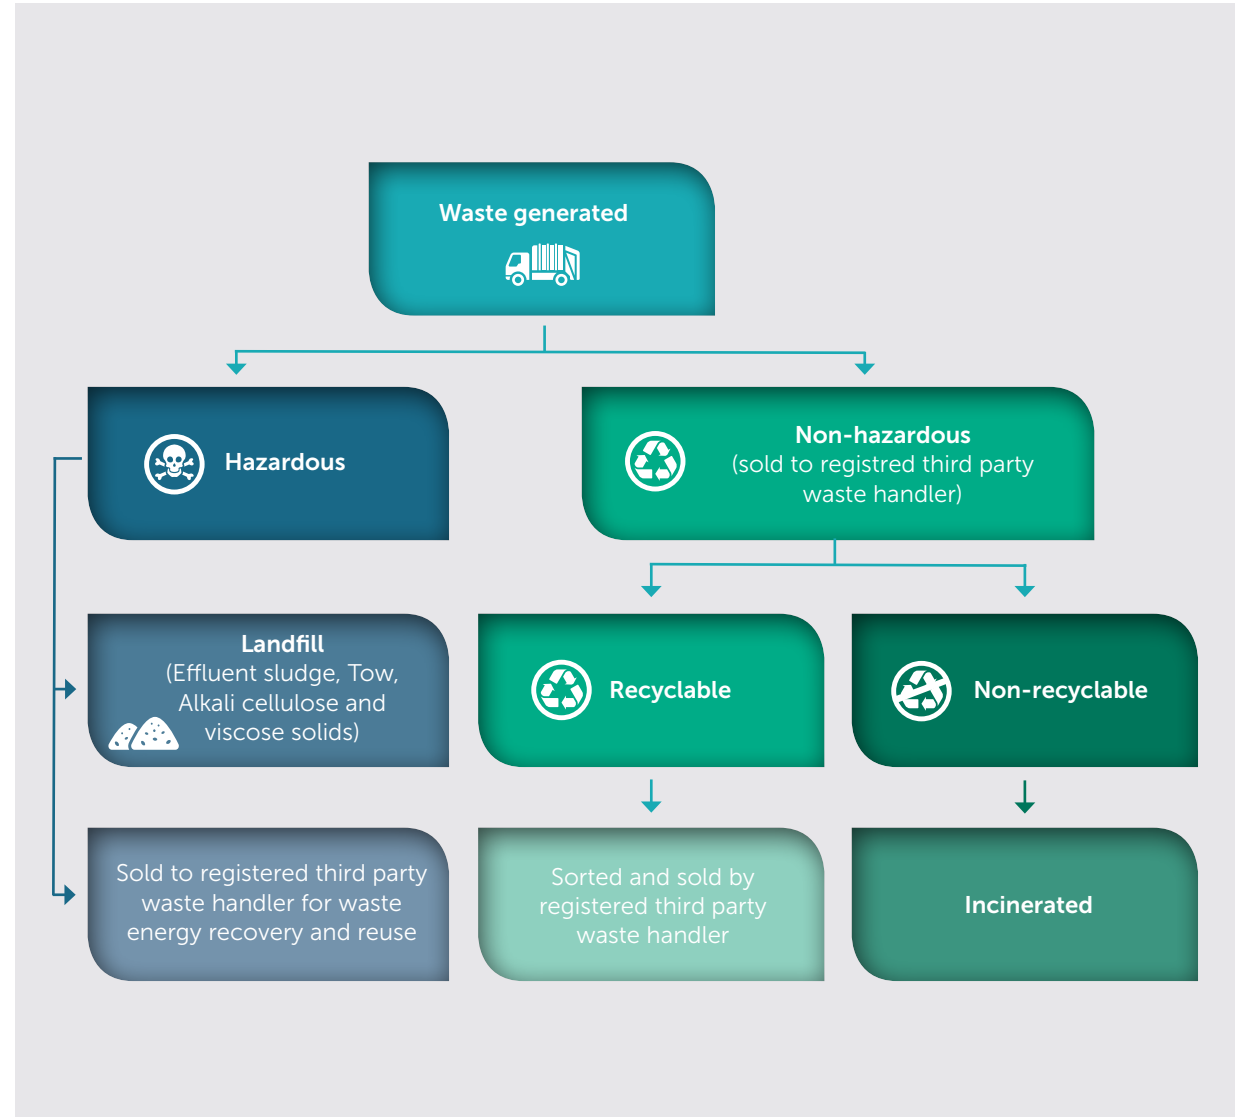 Waste generated
Hazardous
Non-hazardous
(sold to registred third party
waste handler)
Landfill
(Effluent sludge, Tow,
Alkali cellulose and
viscose solids)
Recyclable
Non-recyclable
Sold to registered third party
waste handler for waste
energy recovery and reuse
Sorted and sold by
registered third party
waste handler
Incinerated